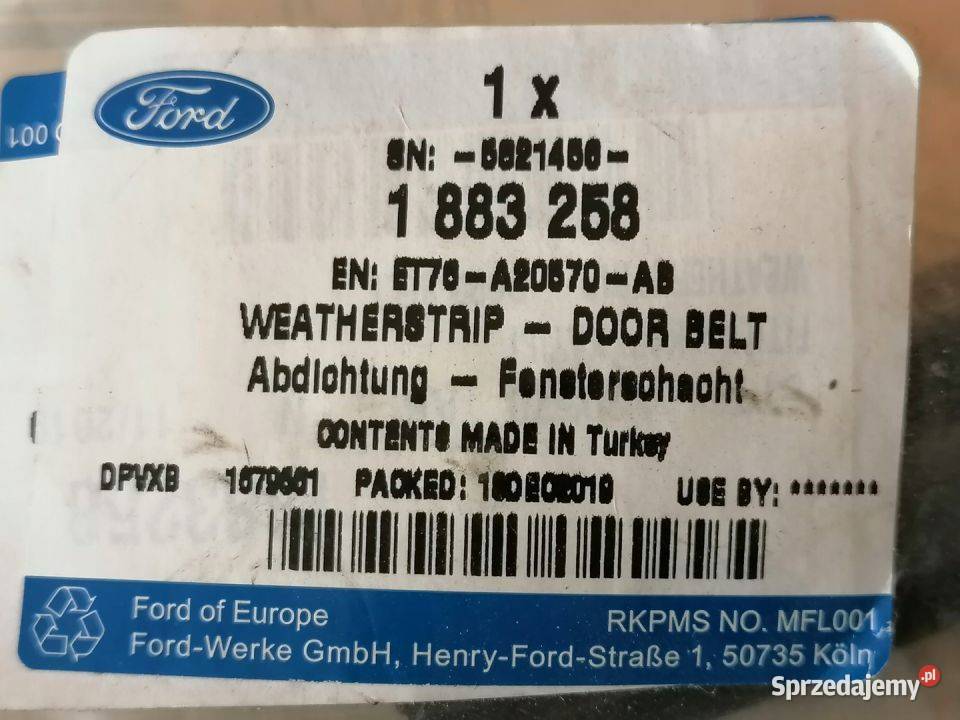 Ford
1 x
SN: -5621456-
1 883 258
EN: ET76-A20570-AB
WEATHERSTRIP - DOOR BELT
Abdichtung - Fensterschacht
CONTENTS MADE IN Turkey
DPVXB PACKED: USE BY: *******
Ford of Europe
RKPMS NO. MFL001
Ford-Werke GmbH, Henry-Ford-Straße 1, 50735 Köln
001
Sprzedajemy.pl